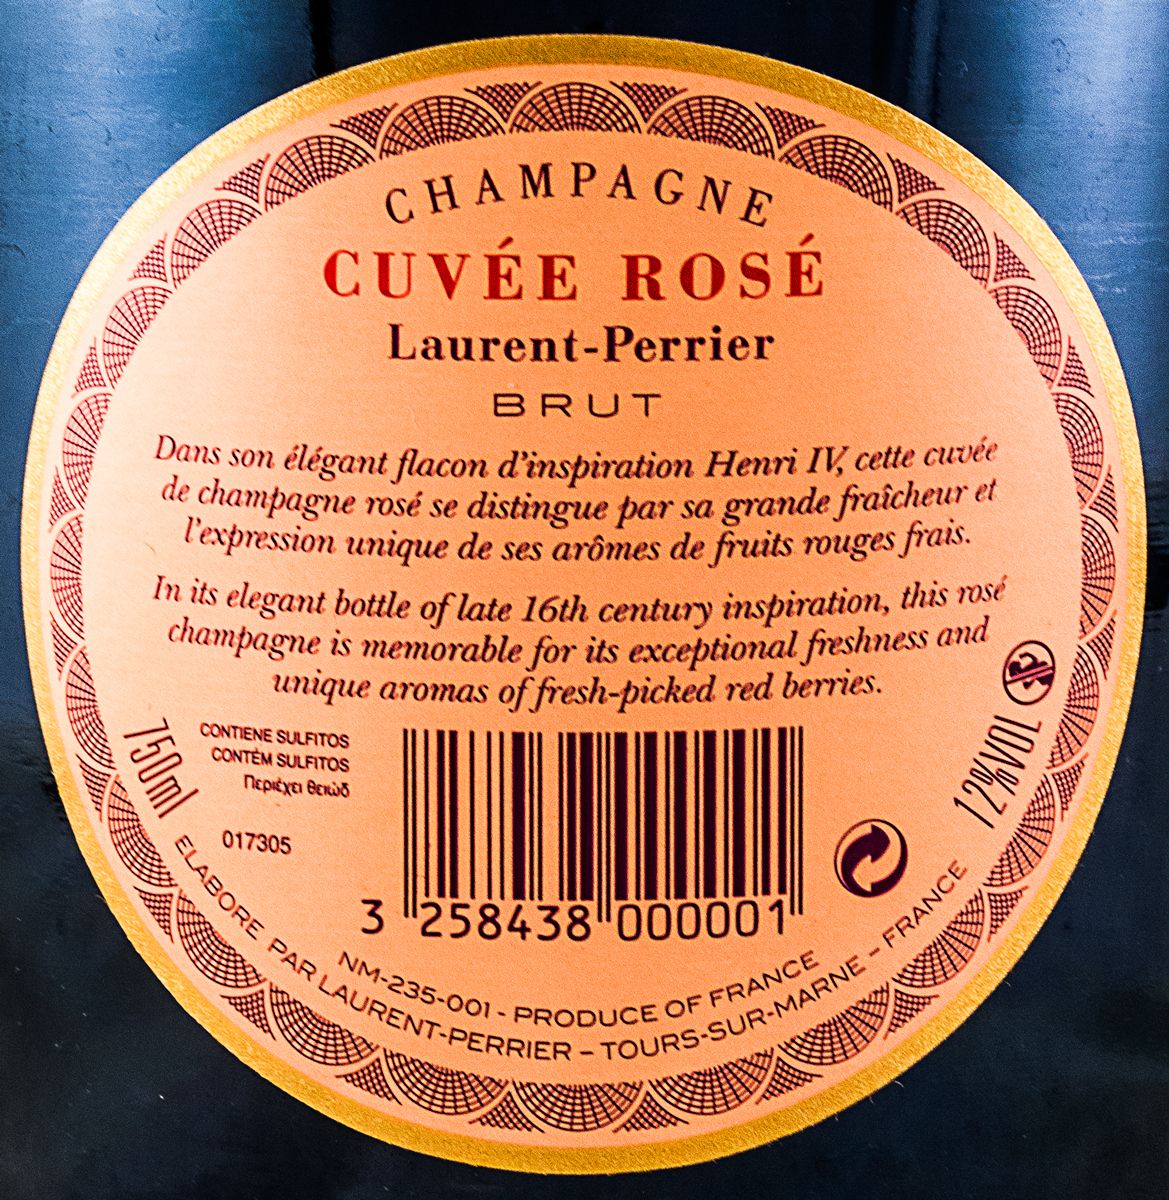 CHAMPAGNE
CUVÉE ROSÉ
Laurent-Perrier
BRUT
Dans son élégant flacon d'inspiration Henri IV, cette cuvée
de champagne rosé se distingue par sa grande fraîcheur et
l'expression unique de ses arômes de fruits rouges frais.
In its elegant bottle of late 16th century inspiration, this rosé
champagne is memorable for its exceptional freshness and
unique aromas of fresh-picked red berries.
750ml
CONTIENE SULFITOS
CONTÉM SULFITOS
Περιέχει θειώδ
017305
12%VOL
3 258438 000001
NM-235-001 - PRODUCE OF FRANCE
ELABORE PAR LAURENT-PERRIER – TOURS-SUR-MARNE – FRANCE